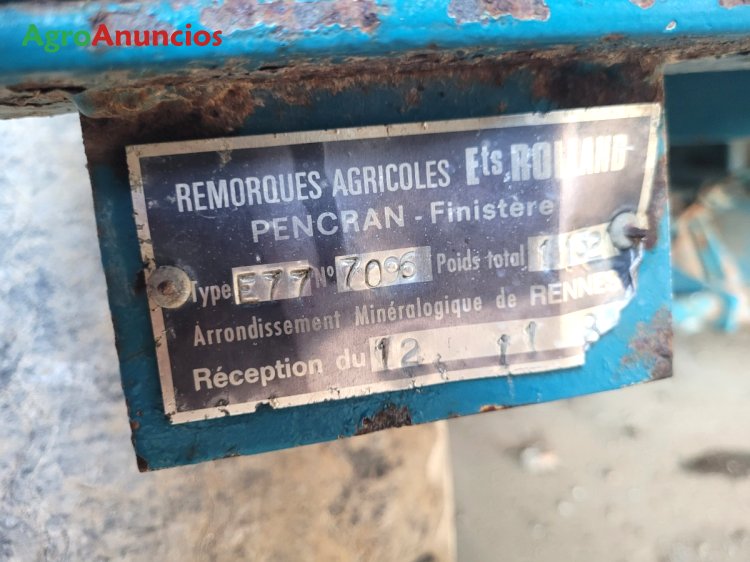 AgroAnuncios
REMORQUES AGRICOLES Ets. ROLLAND
PENCRAN - Finistère
Type E77 N° 7096 Poids total
Arrondissement Minéralogique de RENNES
Réception du 12 11